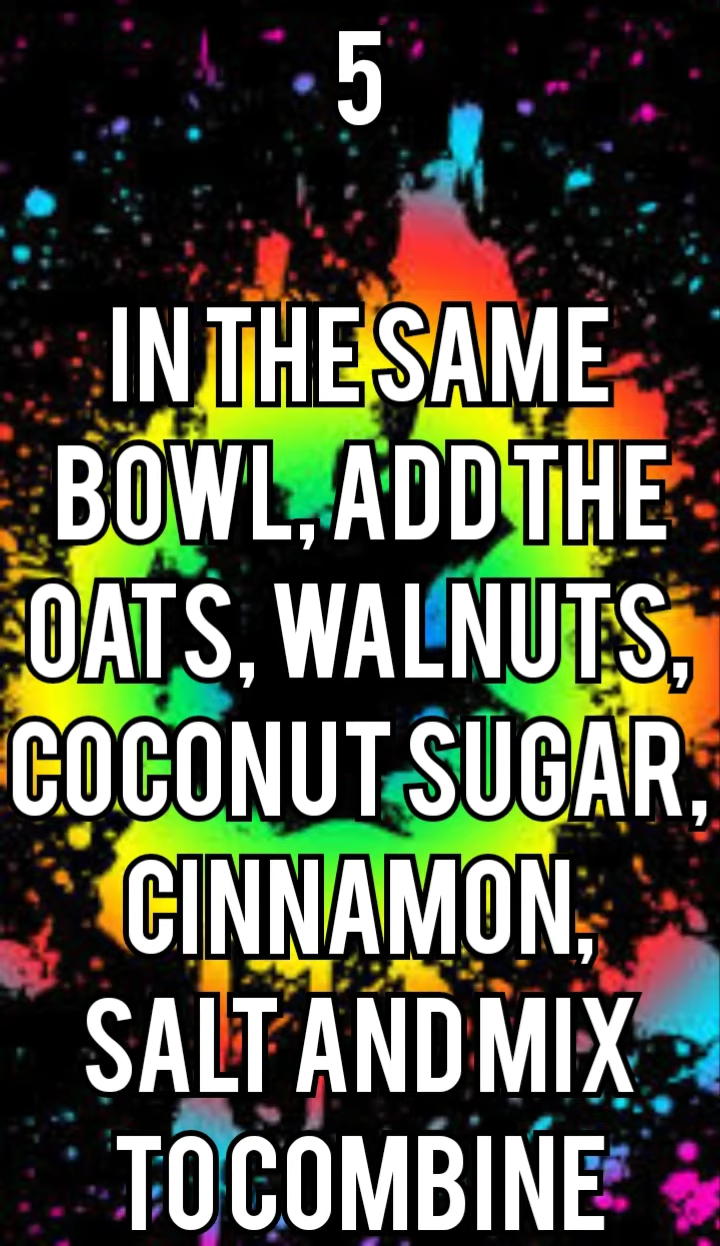 5
IN THE SAME
BOWL, ADD THE
OATS, WALNUTS,
COCONUT SUGAR,
CINNAMON,
SALT AND MIX
TO COMBINE